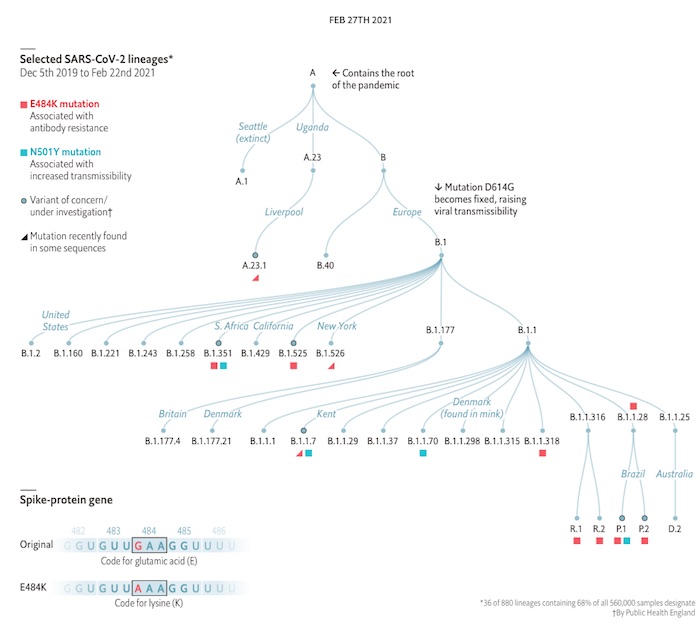 FEB 27TH 2021
Selected SARS-CoV-2 lineages*
Dec 5th 2019 to Feb 22nd 2021
E484K mutation
Associated with
antibody resistance
N501Y mutation
Associated with
increased transmissibility
Variant of concern/
under investigation†
Mutation recently found
in some sequences
A
← Contains the root
of the pandemic
Seattle
(extinct)
Uganda
A.1
A.23
B
↓ Mutation D614G
becomes fixed, raising
viral transmissibility
Liverpool
Europe
A.23.1
B.40
B.1
United
States
S. Africa
California
New York
B.1.177
B.1.1
B.1.2
B.1.160
B.1.221
B.1.243
B.1.258
B.1.351
B.1.429
B.1.525
B.1.526
Britain
Denmark
Kent
Denmark
(found in mink)
B.1.1.316
B.1.1.28
B.1.1.25
B.1.177.4
B.1.177.21
B.1.1.1
B.1.1.7
B.1.1.29
B.1.1.37
B.1.1.70
B.1.1.298
B.1.1.315
B.1.1.318
Brazil
Australia
R.1
R.2
P.1
P.2
D.2
Spike-protein gene
482 483 484 485 486
Original
G G U G U U G A A G G U U U U
Code for glutamic acid (E)
E484K
G G U G U U A A A G G U U U U
Code for lysine (K)
*36 of 880 lineages containing 68% of all 560,000 samples designate
†By Public Health England